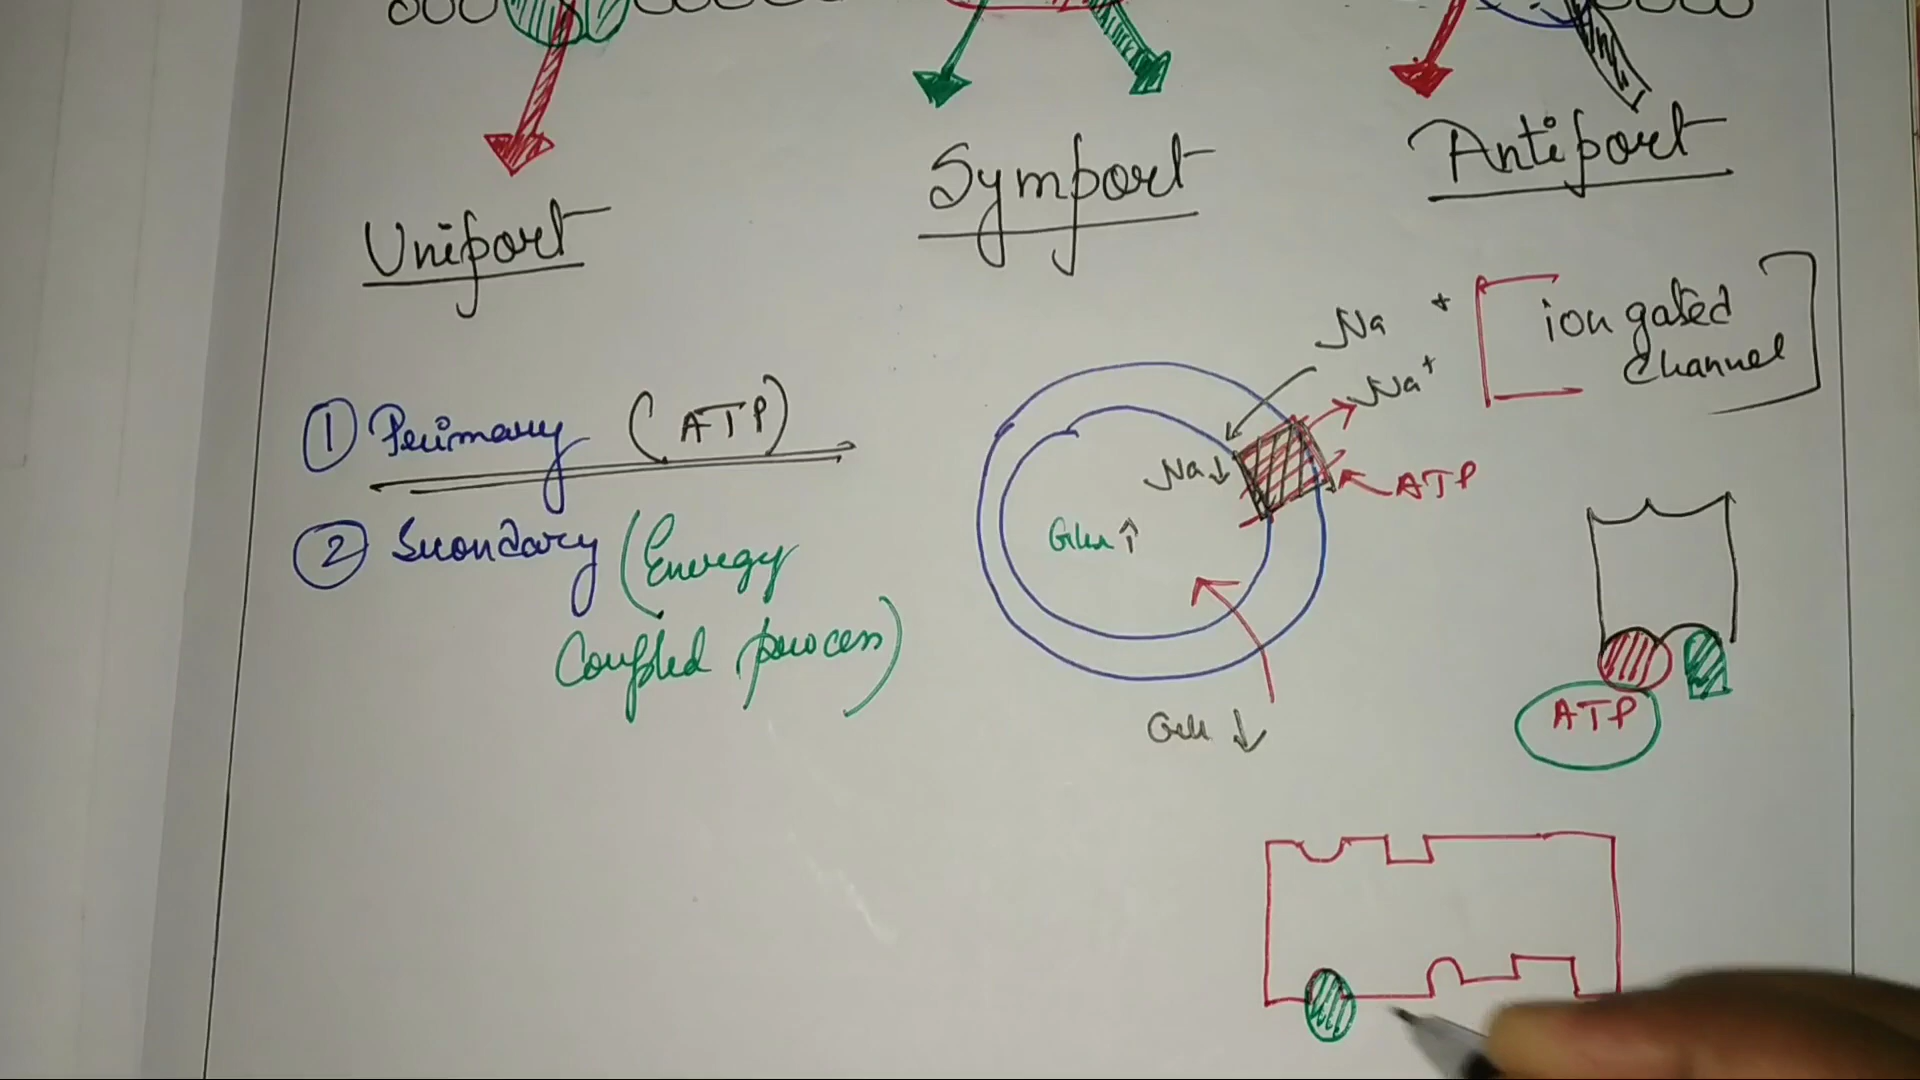 Uniport
Symport
Antiport
① Primary (ATP)
② Secondary (Energy
Coupled process)
Na +
Na+
ion gated
channel
Na↓
ATP
Glu ↑
Glu ↓
ATP